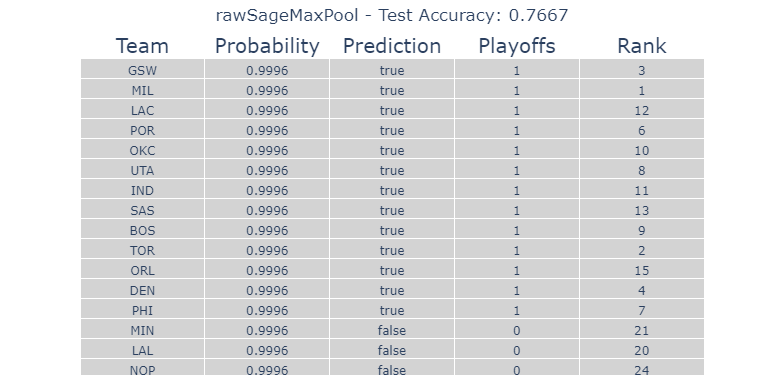 rawSageMaxPool - Test Accuracy: 0.7667
Team Probability Prediction Playoffs Rank
GSW 0.9996 true 1 3
MIL 0.9996 true 1 1
LAC 0.9996 true 1 12
POR 0.9996 true 1 6
OKC 0.9996 true 1 10
UTA 0.9996 true 1 8
IND 0.9996 true 1 11
SAS 0.9996 true 1 13
BOS 0.9996 true 1 9
TOR 0.9996 true 1 2
ORL 0.9996 true 1 15
DEN 0.9996 true 1 4
PHI 0.9996 true 1 7
MIN 0.9996 false 0 21
LAL 0.9996 false 0 20
NOP 0.9996 false 0 24